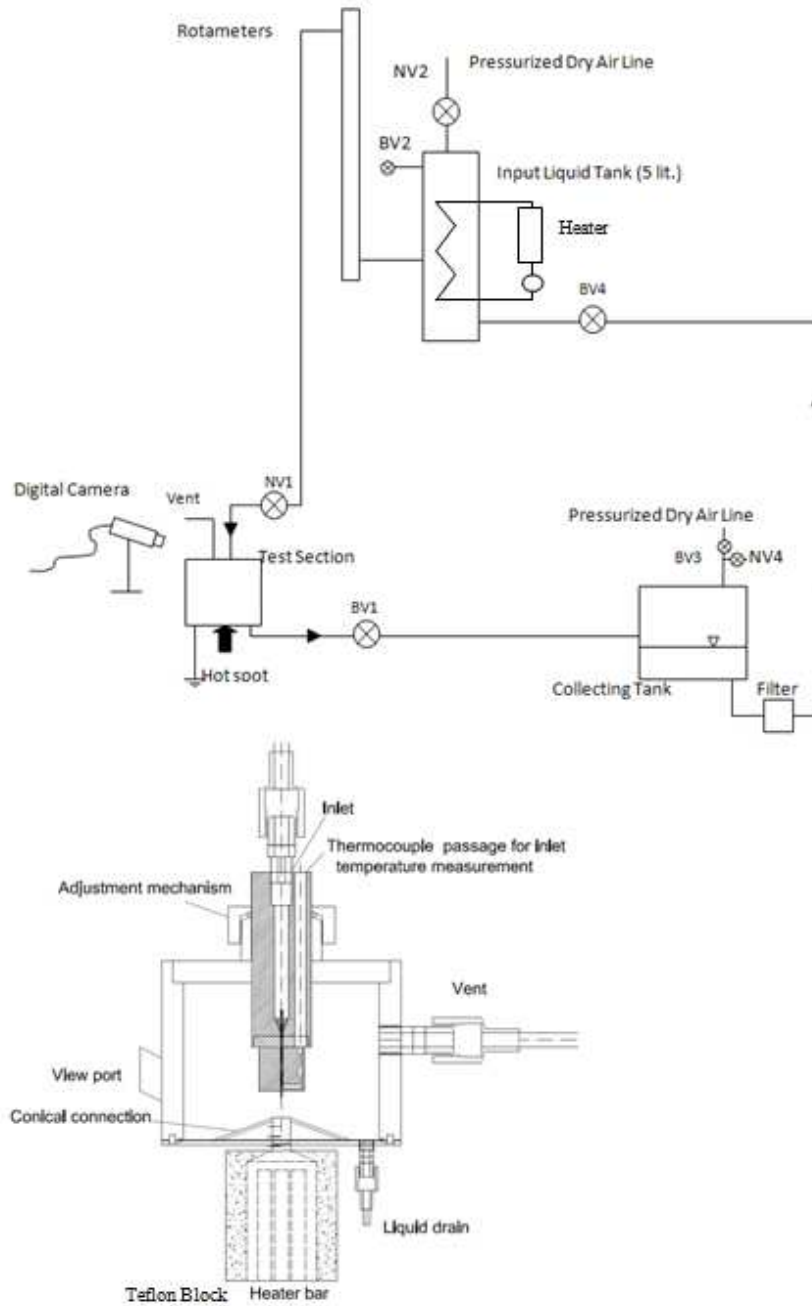 Rotameters
NV2
Pressurized Dry Air Line
BV2
Input Liquid Tank (5 lit.)
Heater
BV4
Digital Camera
Vent
NV1
Pressurized Dry Air Line
Test Section
BV3
NV4
BV1
Hot soot
Collecting Tank
Filter
Inlet
Thermocouple passage for inlet
temperature measurement
Adjustment mechanism
Vent
View port
Conical connection
Liquid drain
Teflon Block
Heater bar